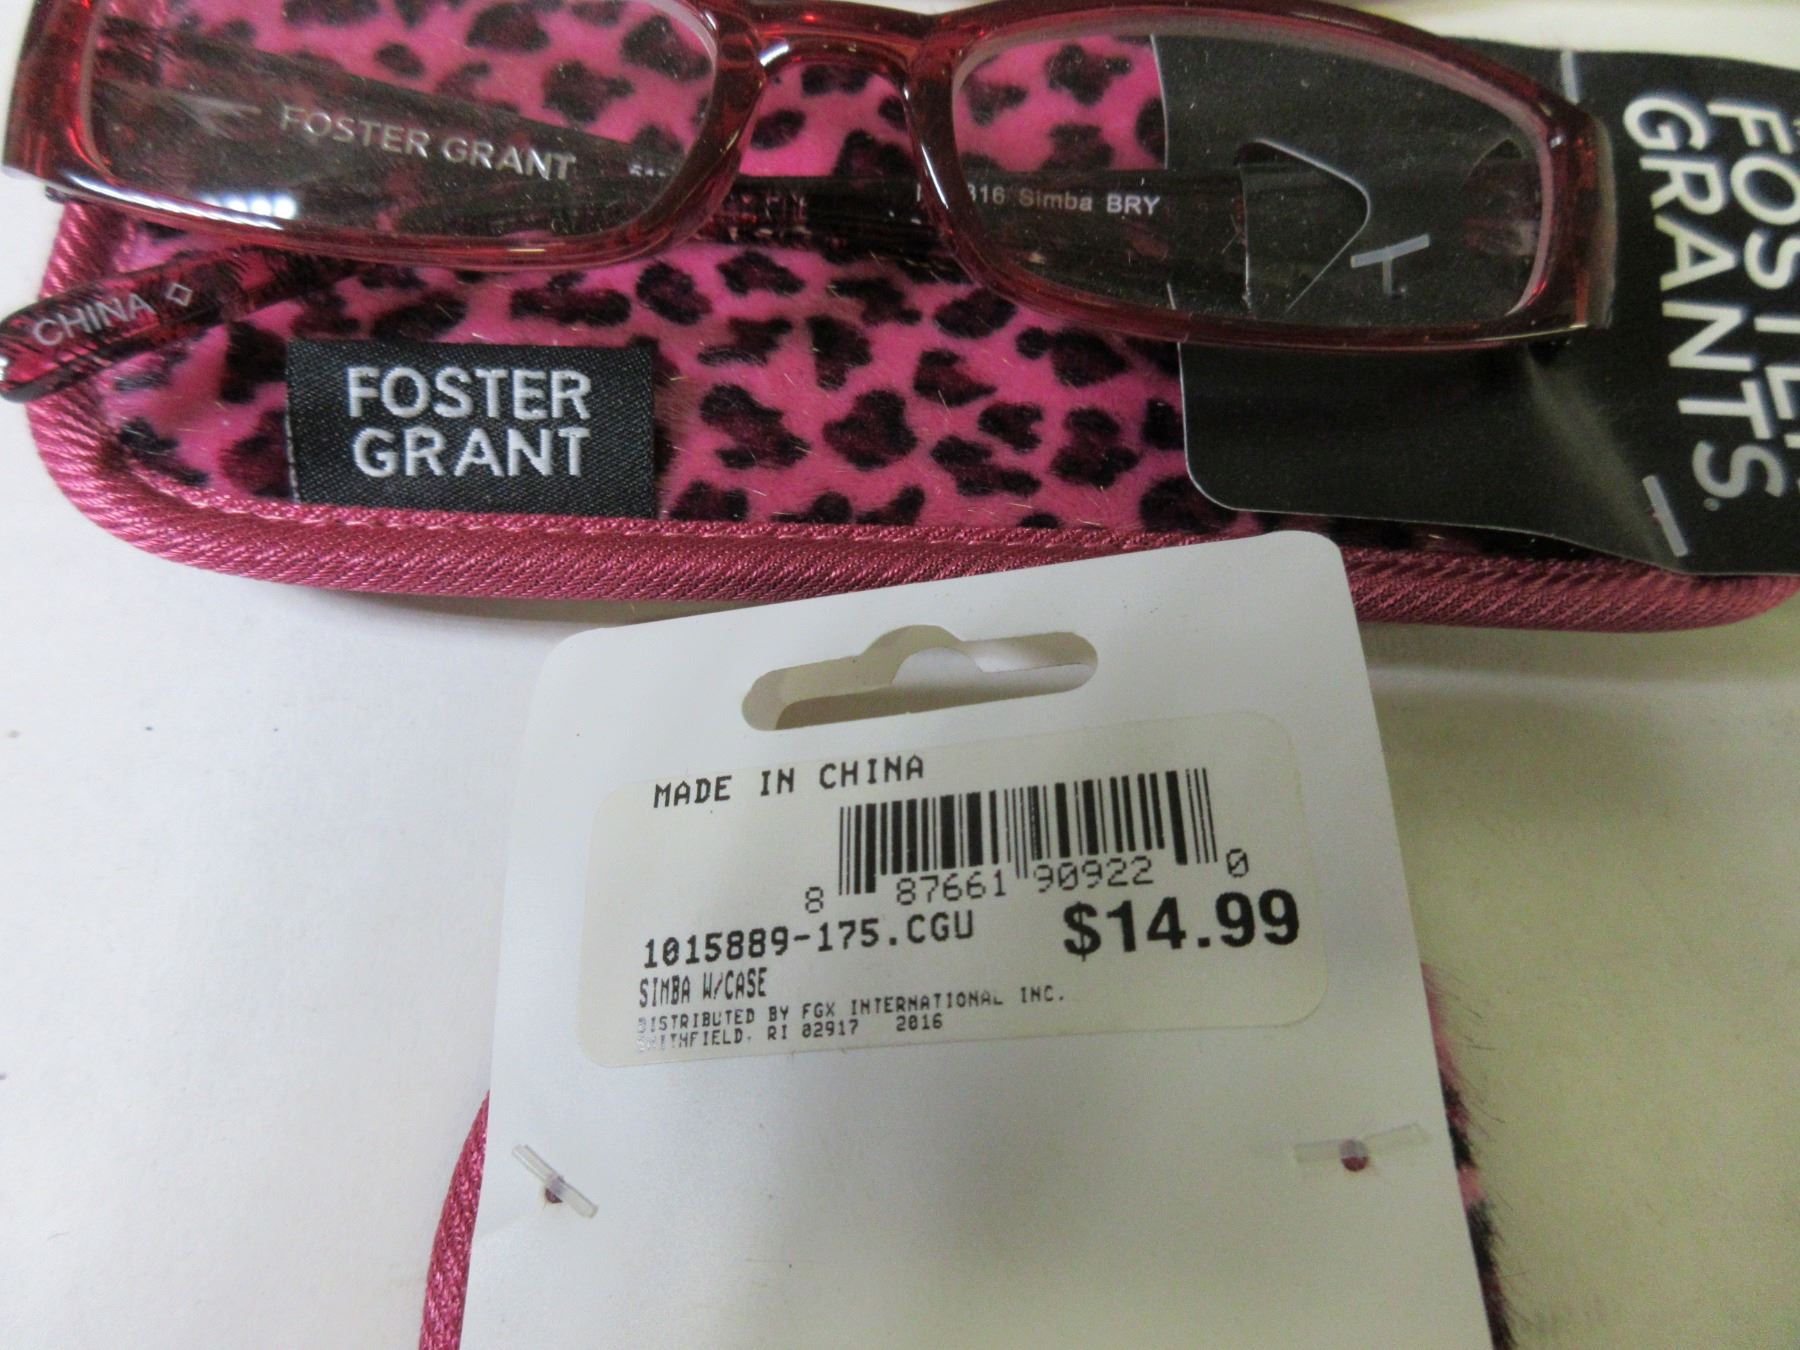 FOSTER GRANT
316 Simba BRY
CHINA
FOSTER
GRANT
FOSTER
GRANTS.
MADE IN CHINA
8 87661 90922 0
1015889-175.CGU $14.99
SIMBA W/CASE
DISTRIBUTED BY FGX INTERNATIONAL INC.
SMITHFIELD, RI 02917 2016